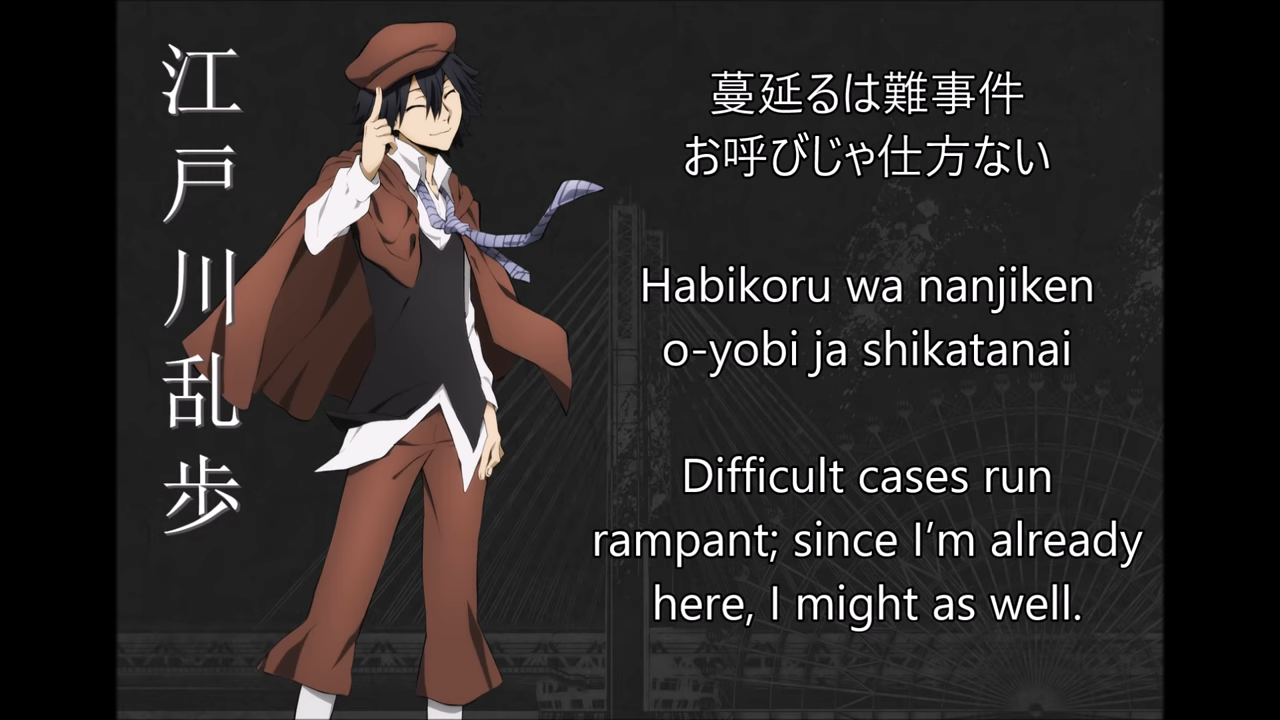 江戸川乱歩
蔓延るは難事件
お呼びじゃ仕方ない
Habikoru wa nanjiken
o-yobi ja shikatanai
Difficult cases run
rampant; since I’m already
here, I might as well.